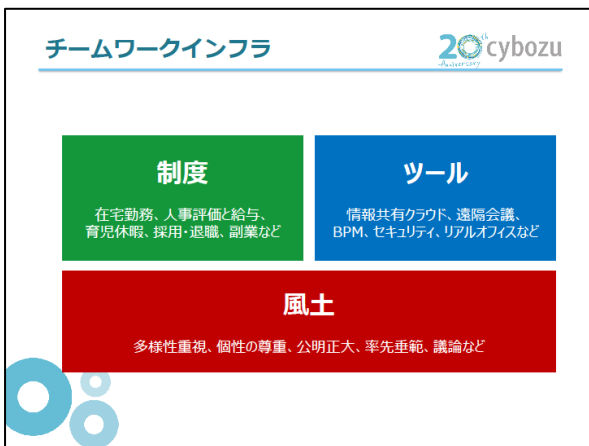 チームワークインフラ
20th cybozu
Anniversary
制度
在宅勤務、人事評価と給与、
育児休暇、採用・退職、副業など
ツール
情報共有クラウド、遠隔会議、
BPM、セキュリティ、リアルオフィスなど
風土
多様性重視、個性の尊重、公明正大、率先垂範、議論など